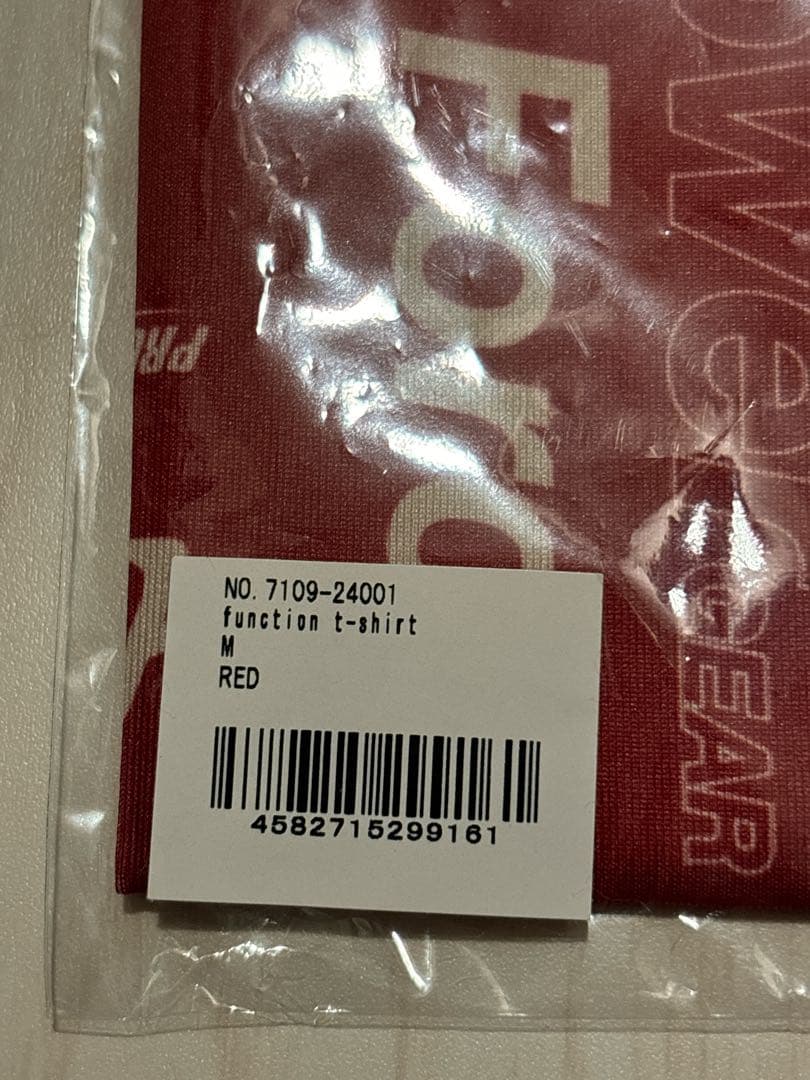 NO. 7109-24001
function t-shirt
M
RED
4582715299161
GEAR